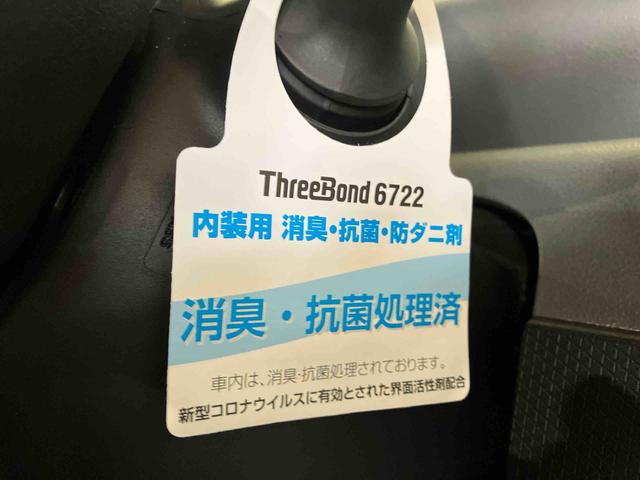 ThreeBond 6722
内装用 消臭・抗菌・防ダニ剤
消臭・抗菌処理済
車内は、消臭・抗菌処理されております。
新型コロナウイルスに有効とされた界面活性剤配合